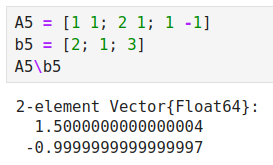 A5 = [1 1; 2 1; 1 -1]
b5 = [2; 1; 3]
A5\b5
2-element Vector{Float64}:
1.5000000000000004
-0.9999999999999997